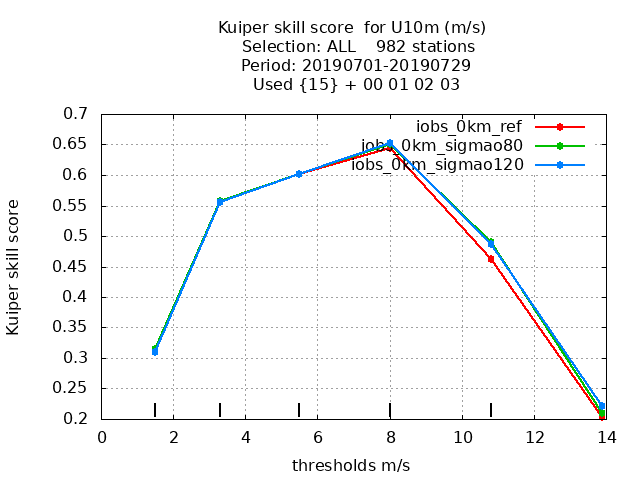 Kuiper skill score  for U10m (m/s)
Selection: ALL    982 stations
Period: 20190701-20190729
Used {15} + 00 01 02 03
iobs_0km_ref
iobs_0km_sigmao80
iobs_0km_sigmao120
Kuiper skill score
0.7
0.65
0.6
0.55
0.5
0.45
0.4
0.35
0.3
0.25
0.2
0 2 4 6 8 10 12 14
thresholds m/s